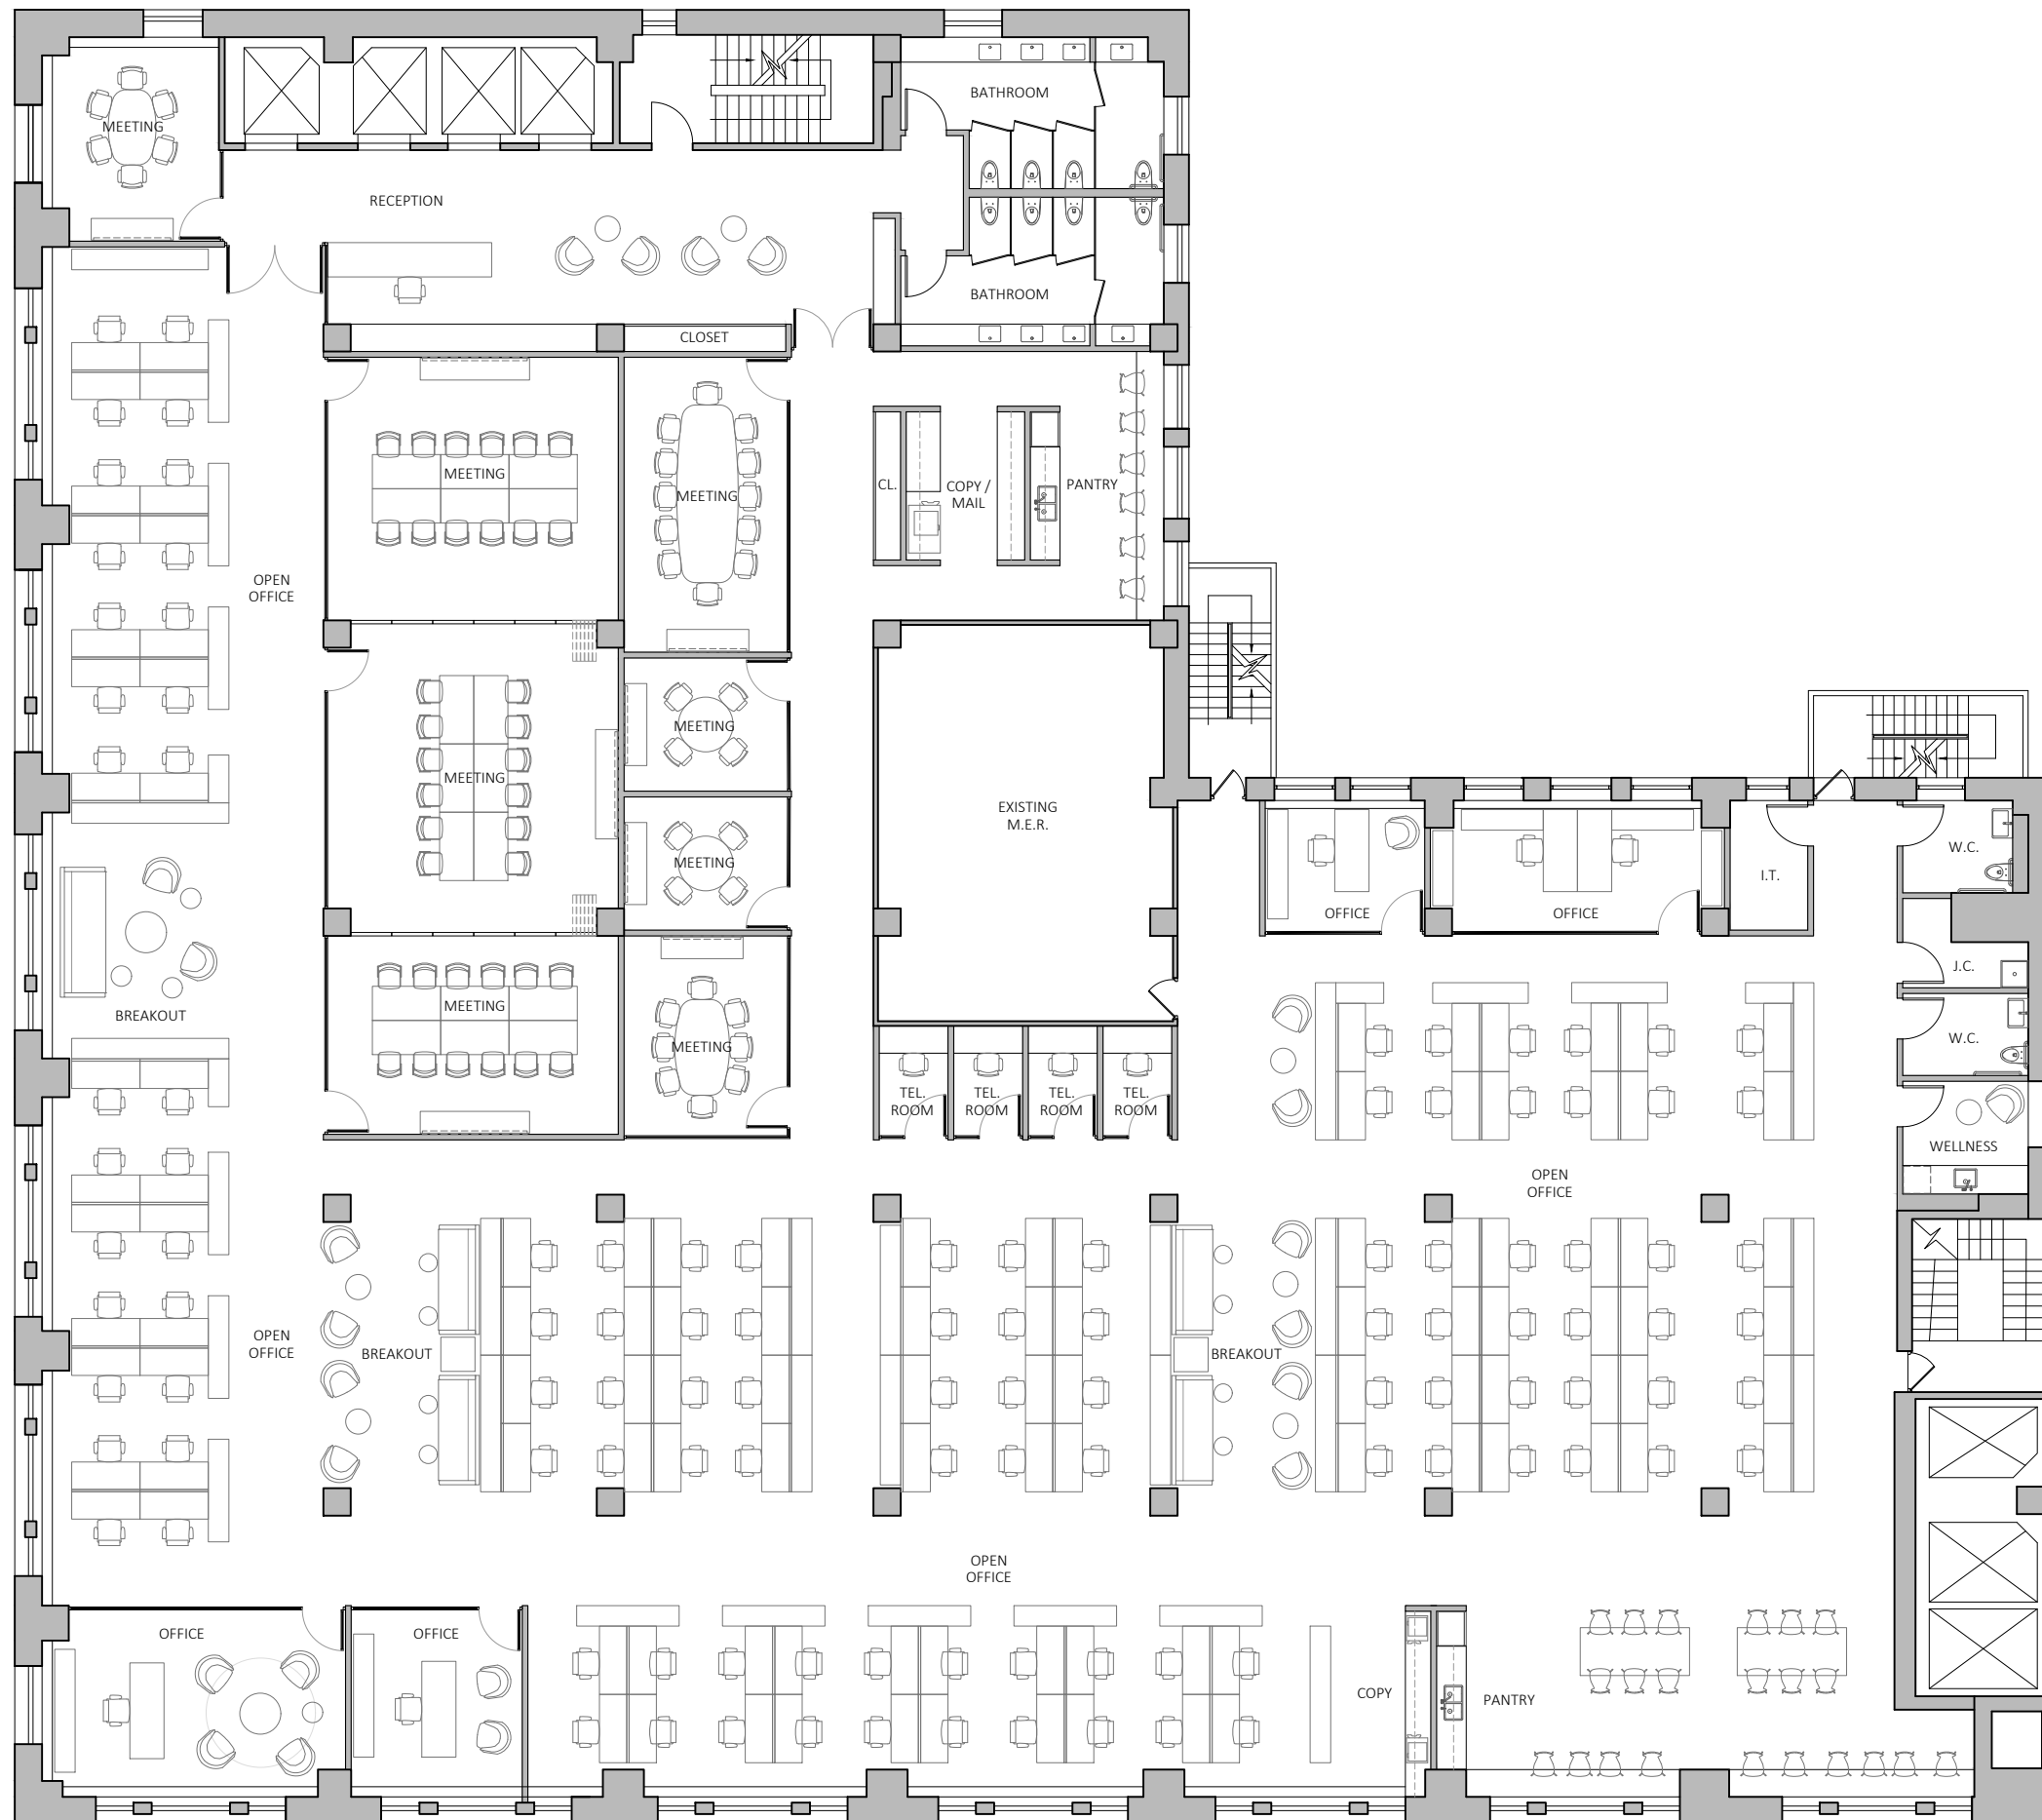 BATHROOM
MEETING
RECEPTION
BATHROOM
CLOSET
MEETING
MEETING
CL.
COPY /
MAIL
PANTRY
OPEN
OFFICE
MEETING
MEETING
EXISTING
M.E.R.
MEETING
W.C.
I.T.
OFFICE
OFFICE
J.C.
BREAKOUT
MEETING
MEETING
W.C.
TEL.
ROOM
TEL.
ROOM
TEL.
ROOM
TEL.
ROOM
WELLNESS
OPEN
OFFICE
OPEN
OFFICE
BREAKOUT
BREAKOUT
OPEN
OFFICE
OFFICE
OFFICE
COPY
PANTRY